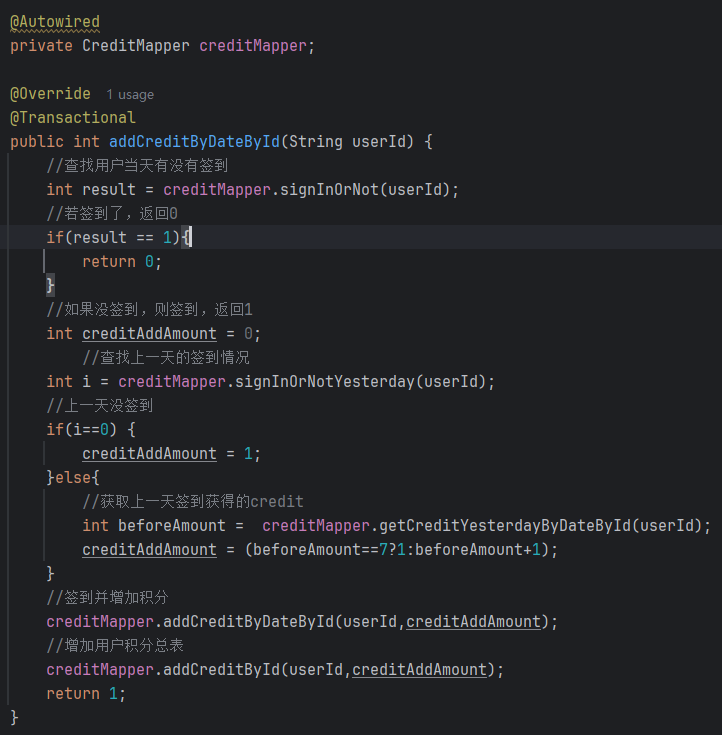 @Autowired
private CreditMapper creditMapper;
@Override 1 usage
@Transactional
public int addCreditByDateById(String userId) {
//查找用户当天有没有签到
int result = creditMapper.signInOrNot(userId);
//若签到了，返回0
if(result == 1){
return 0;
}
//如果没签到，则签到，返回1
int creditAddAmount = 0;
//查找上一天的签到情况
int i = creditMapper.signInOrNotYesterday(userId);
//上一天没签到
if(i==0) {
creditAddAmount = 1;
}else{
//获取上一天签到获得的credit
int beforeAmount =  creditMapper.getCreditYesterdayByDateById(userId);
creditAddAmount = (beforeAmount==7?1:beforeAmount+1);
}
//签到并增加积分
creditMapper.addCreditByDateById(userId,creditAddAmount);
//增加用户积分总表
creditMapper.addCreditById(userId,creditAddAmount);
return 1;
}